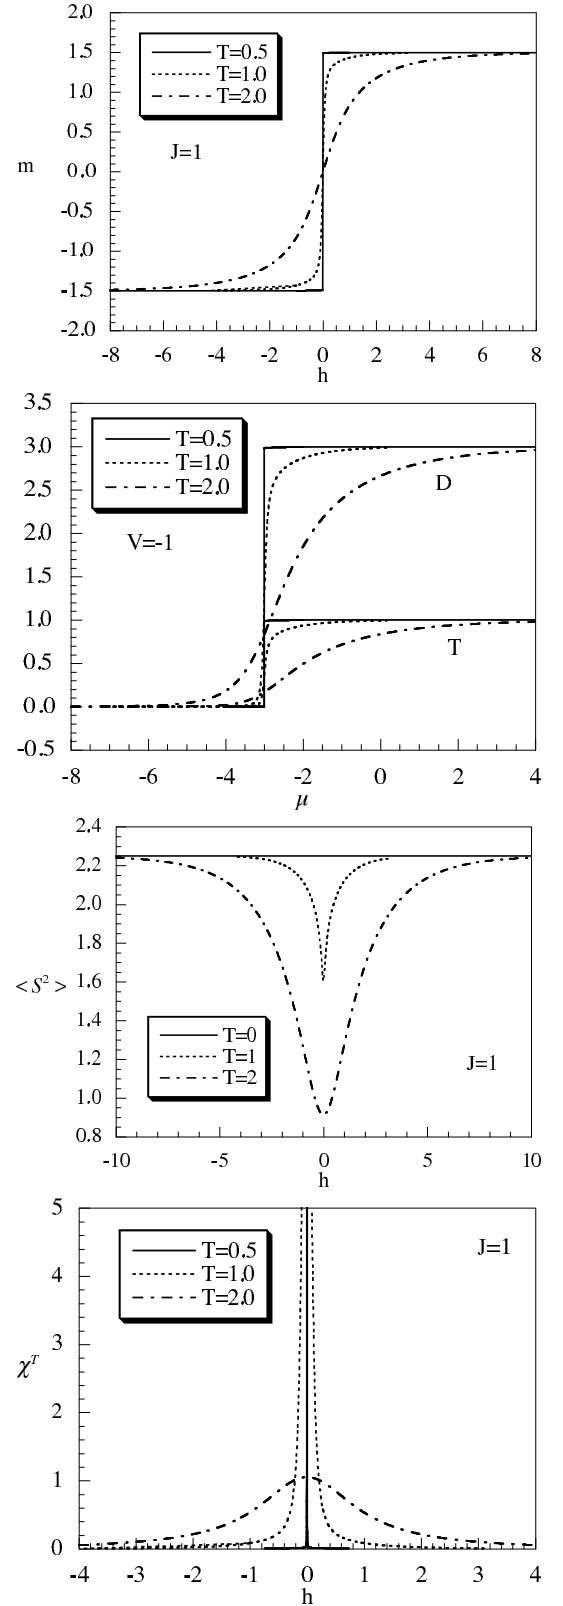 2.0
1.5
1.0
0.5
0.0
-0.5
-1.0
-1.5
-2.0
m
T=0.5
T=1.0
T=2.0
J=1
-8 -6 -4 -2 0 2 4 6 8
h
3.5
3.0
2.5
2.0
1.5
1.0
0.5
0.0
-0.5
T=0.5
T=1.0
T=2.0
V=-1
D
T
-8 -6 -4 -2 0 2 4
μ
2.4
2.2
2.0
1.8
1.6
1.4
1.2
1.0
0.8
<S²>
T=0
T=1
T=2
J=1
-10 -5 0 5 10
h
5
4
3
2
1
0
χᵀ
T=0.5
T=1.0
T=2.0
J=1
-4 -3 -2 -1 0 1 2 3 4
h